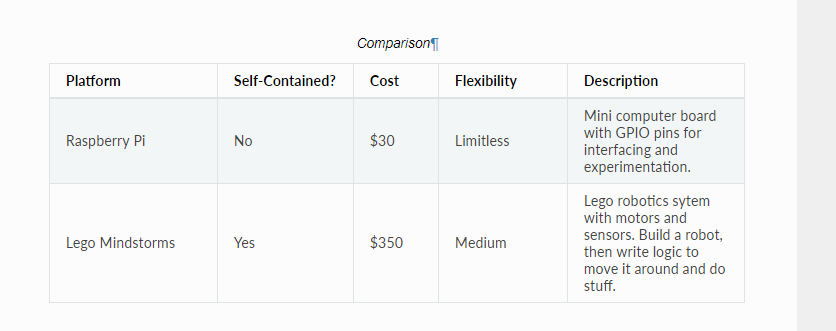 Comparison¶
Platform Self-Contained? Cost Flexibility Description
Raspberry Pi No $30 Limitless Mini computer board
with GPIO pins for
interfacing and
experimentation.
Lego Mindstorms Yes $350 Medium Lego robotics sytem
with motors and
sensors. Build a robot,
then write logic to
move it around and do
stuff.